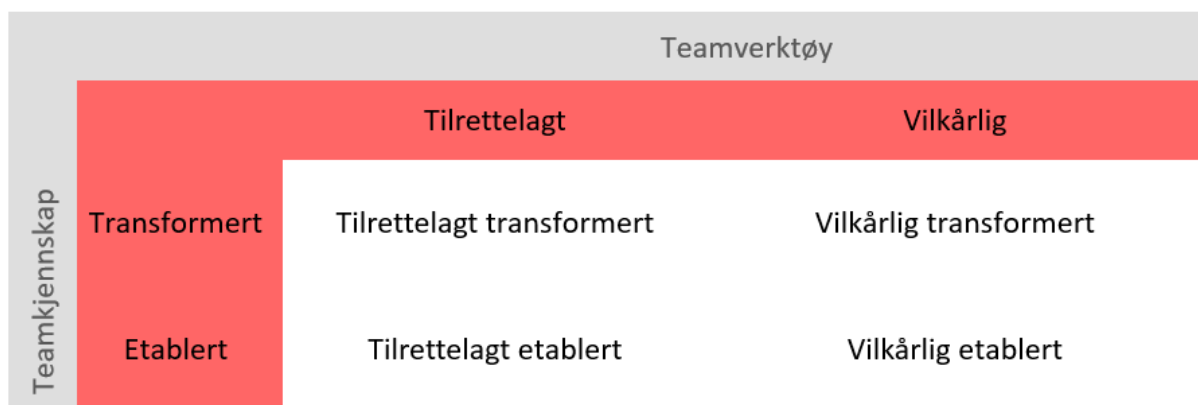 Teamverktøy
Tilrettelagt Vilkårlig
Teamkjennskap
Transformert Tilrettelagt transformert Vilkårlig transformert
Etablert Tilrettelagt etablert Vilkårlig etablert